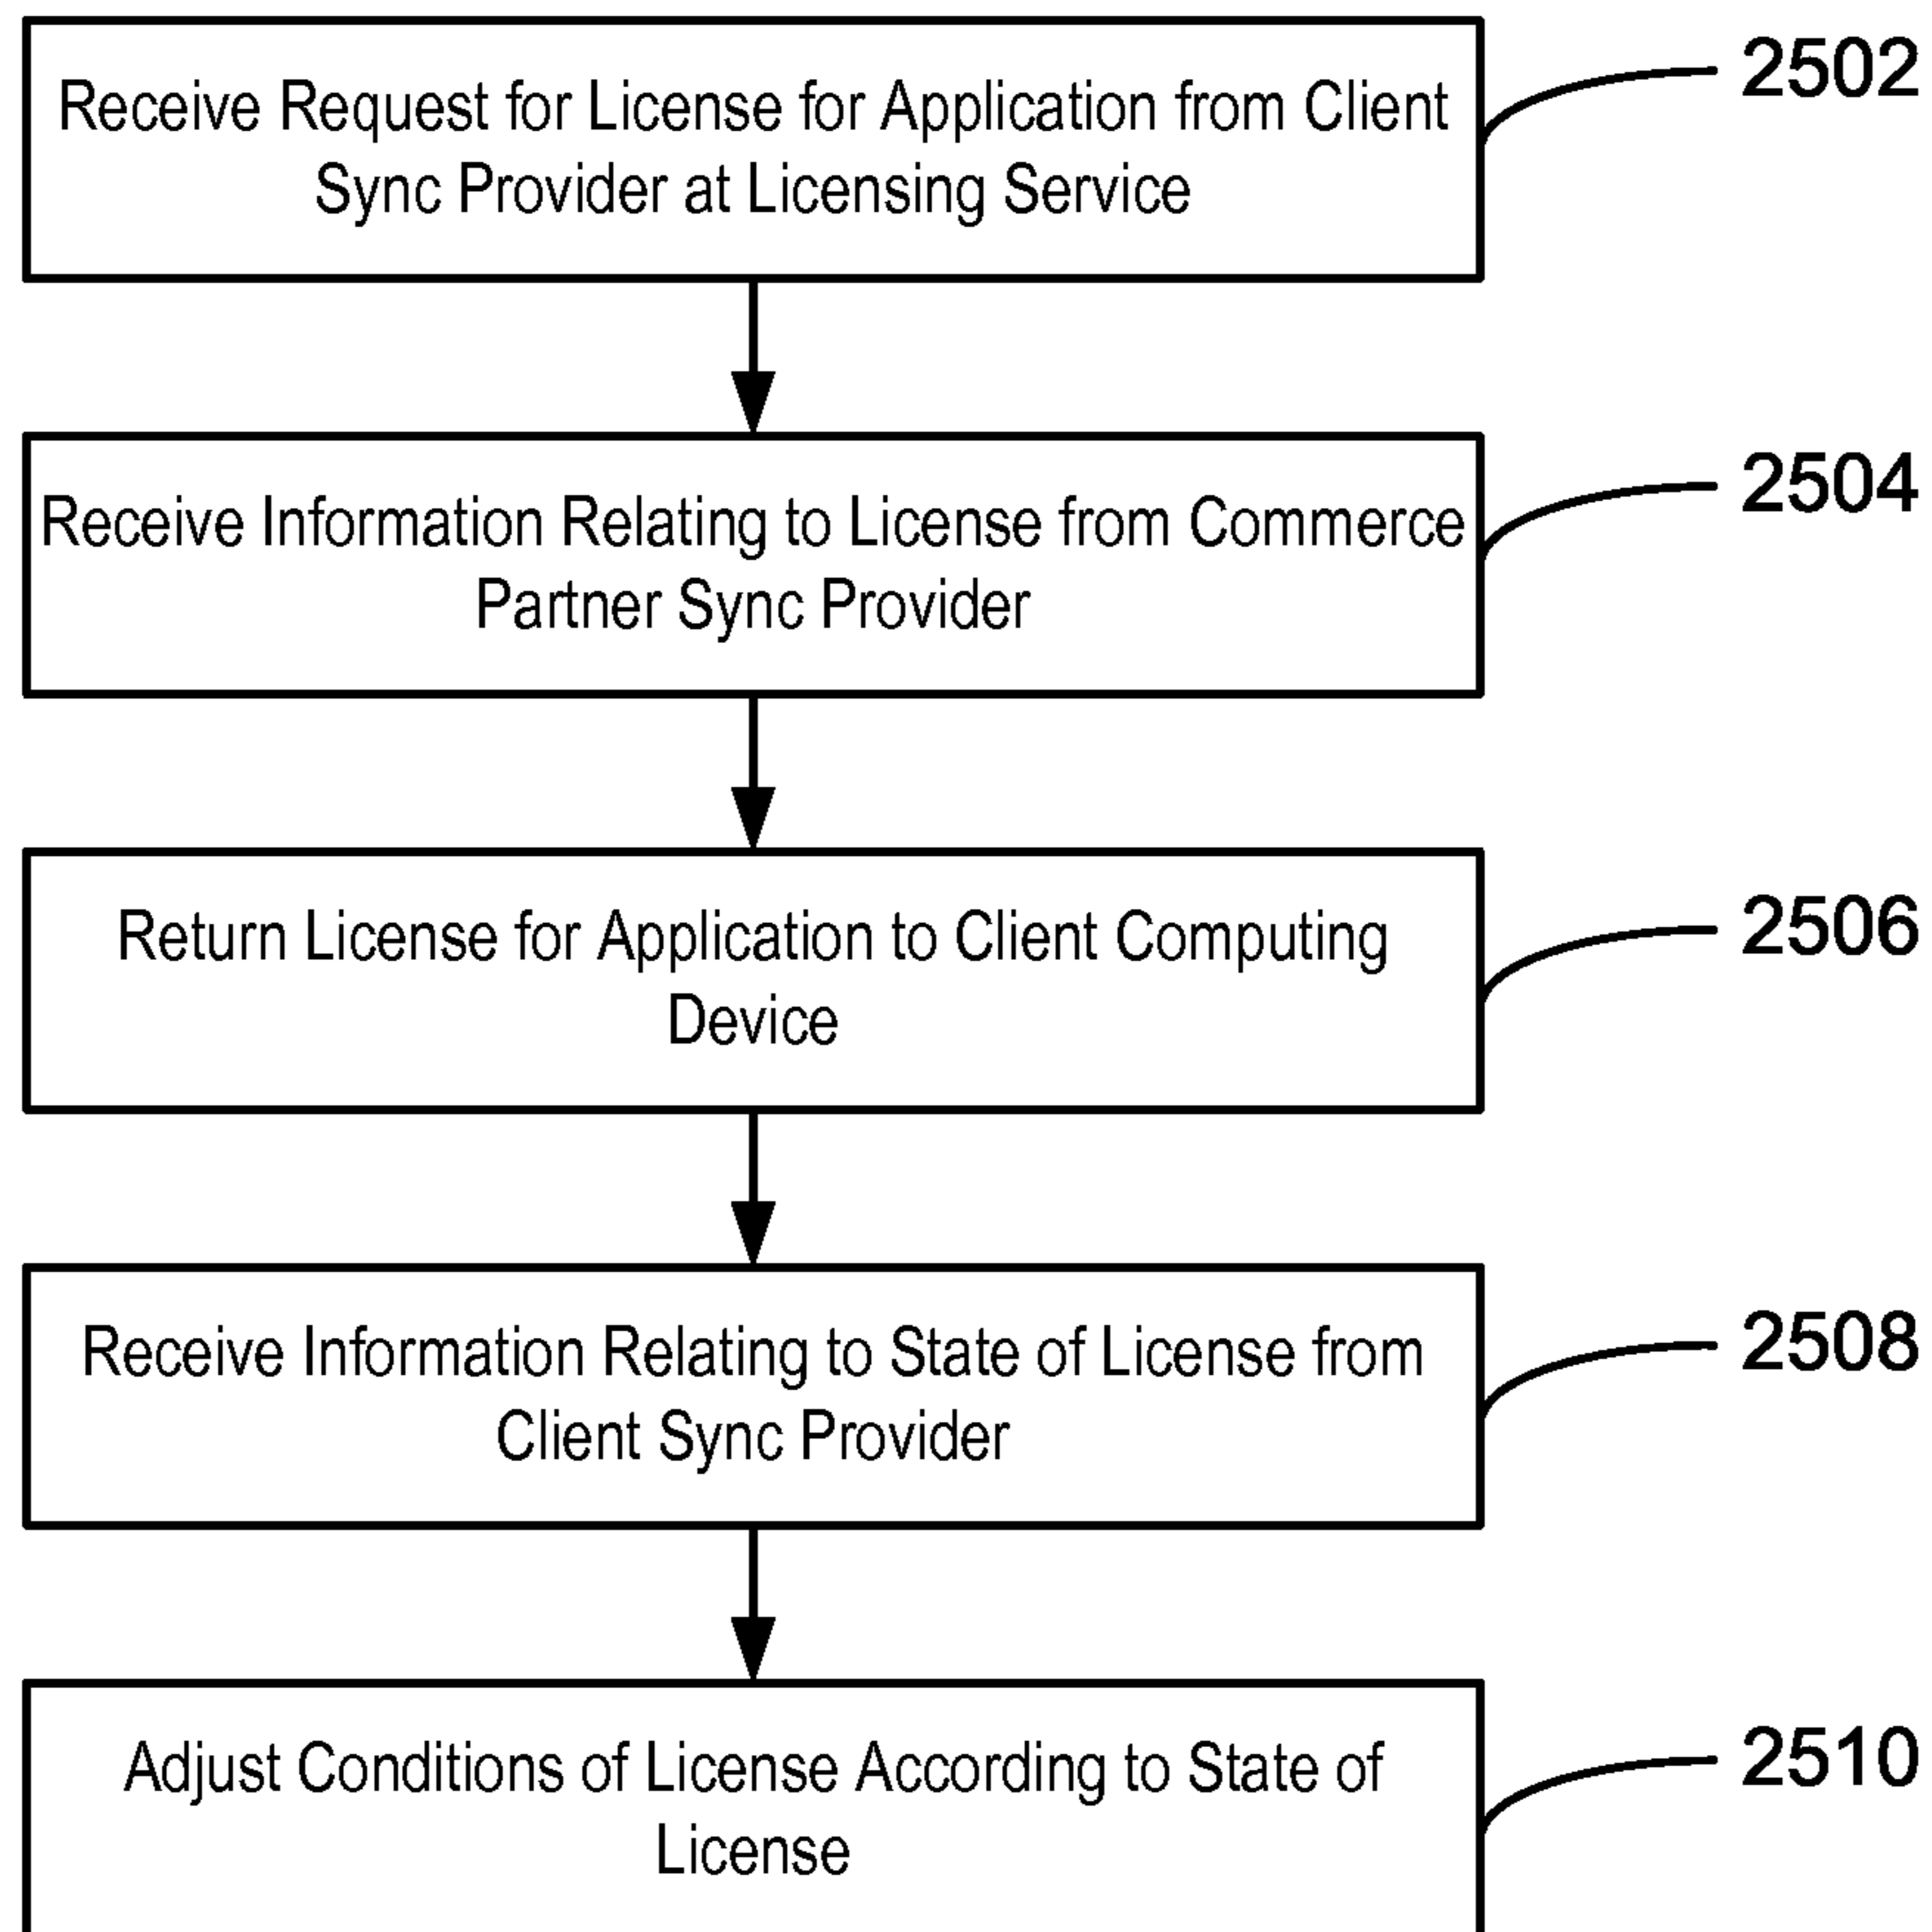 Receive Request for License for Application from Client
Sync Provider at Licensing Service
2502
Receive Information Relating to License from Commerce
Partner Sync Provider
2504
Return License for Application to Client Computing
Device
2506
Receive Information Relating to State of License from
Client Sync Provider
2508
Adjust Conditions of License According to State of
License
2510